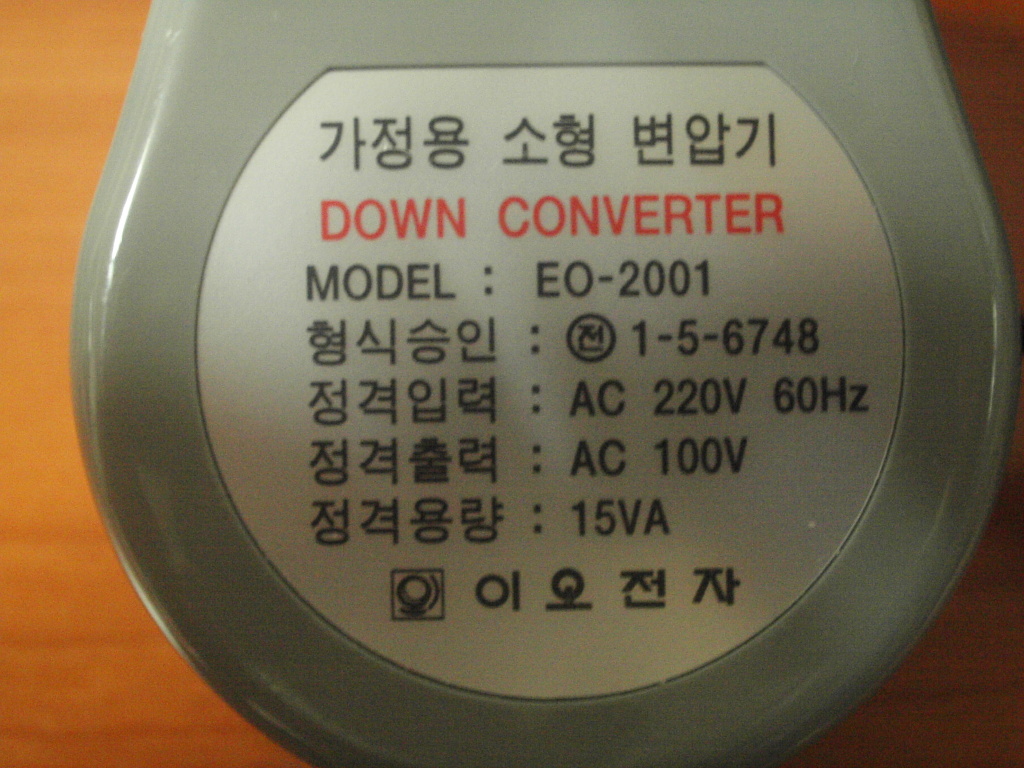 가정용 소형 변압기
DOWN CONVERTER
MODEL : EO-2001
형식승인 : ㉠전 1-5-6748
정격입력 : AC 220V 60Hz
정격출력 : AC 100V
정격용량 : 15VA
이오전자